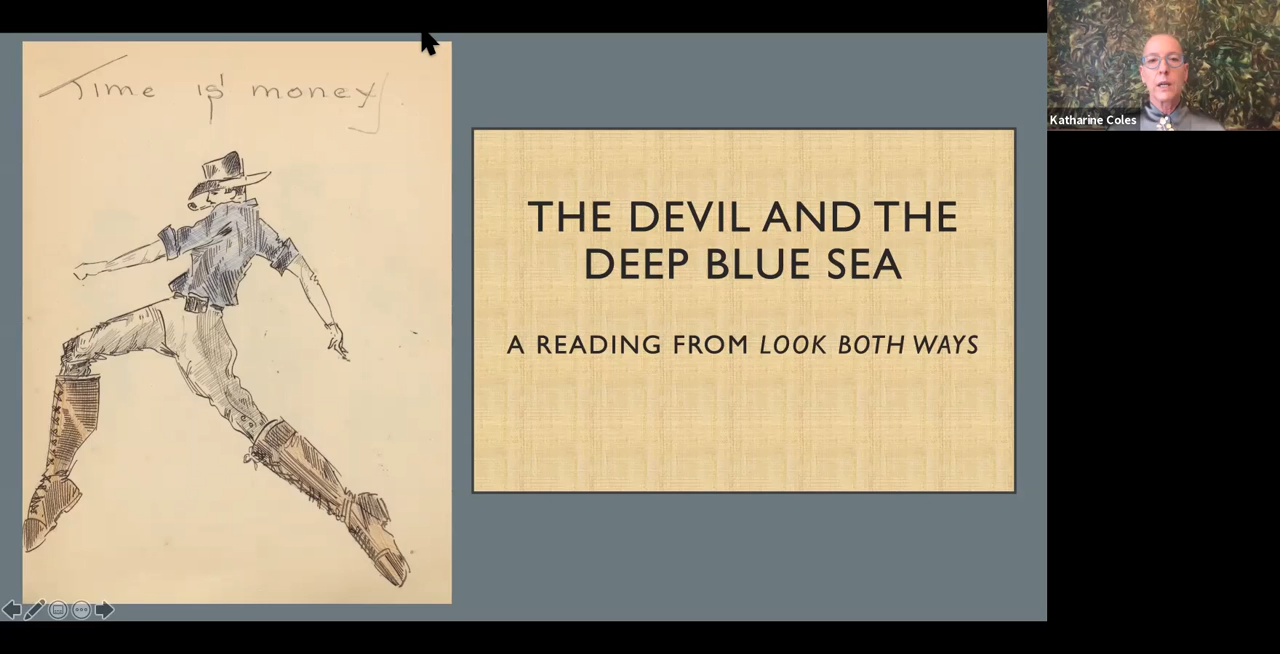 Time is money
THE DEVIL AND THE
DEEP BLUE SEA
A READING FROM LOOK BOTH WAYS
Katharine Coles